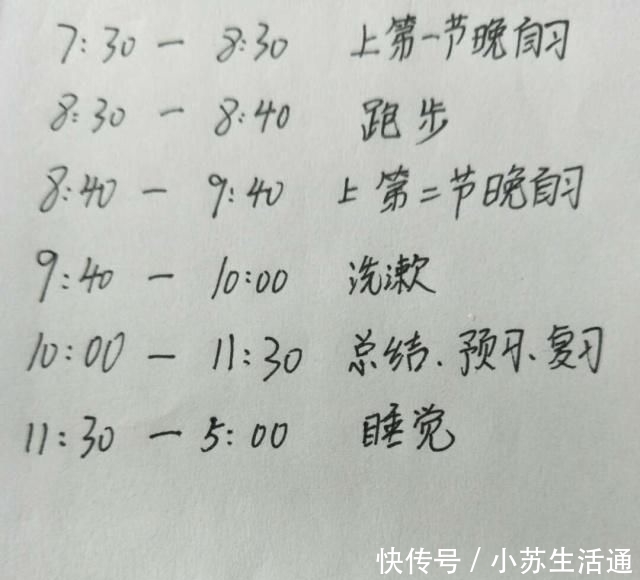 7:30 — 8:30 上第一节晚自习
8:30 — 8:40 跑步
8:40 — 9:40 上第二节晚自习
9:40 — 10:00 洗漱
10:00 — 11:30 总结、预习、复习
11:30 — 5:00 睡觉
快传号 / 小苏生活通